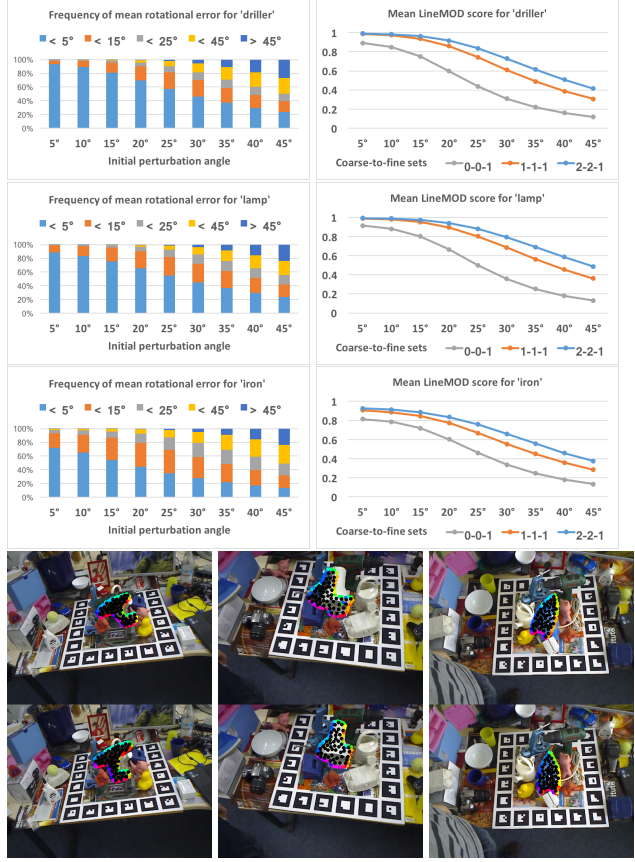 Frequency of mean rotational error for 'driller'
< 5° < 15° < 25° < 45° > 45°
100%
80%
60%
40%
20%
0%
5° 10° 15° 20° 25° 30° 35° 40° 45°
Initial perturbation angle
Mean LineMOD score for 'driller'
1
0.8
0.6
0.4
0.2
0
5° 10° 15° 20° 25° 30° 35° 40° 45°
Coarse-to-fine sets 0-0-1 1-1-1 2-2-1
Frequency of mean rotational error for 'lamp'
< 5° < 15° < 25° < 45° > 45°
100%
80%
60%
40%
20%
0%
5° 10° 15° 20° 25° 30° 35° 40° 45°
Initial perturbation angle
Mean LineMOD score for 'lamp'
1
0.8
0.6
0.4
0.2
0
5° 10° 15° 20° 25° 30° 35° 40° 45°
Coarse-to-fine sets 0-0-1 1-1-1 2-2-1
Frequency of mean rotational error for 'iron'
< 5° < 15° < 25° < 45° > 45°
100%
80%
60%
40%
20%
0%
5° 10° 15° 20° 25° 30° 35° 40° 45°
Initial perturbation angle
Mean LineMOD score for 'iron'
1
0.8
0.6
0.4
0.2
0
5° 10° 15° 20° 25° 30° 35° 40° 45°
Coarse-to-fine sets 0-0-1 1-1-1 2-2-1